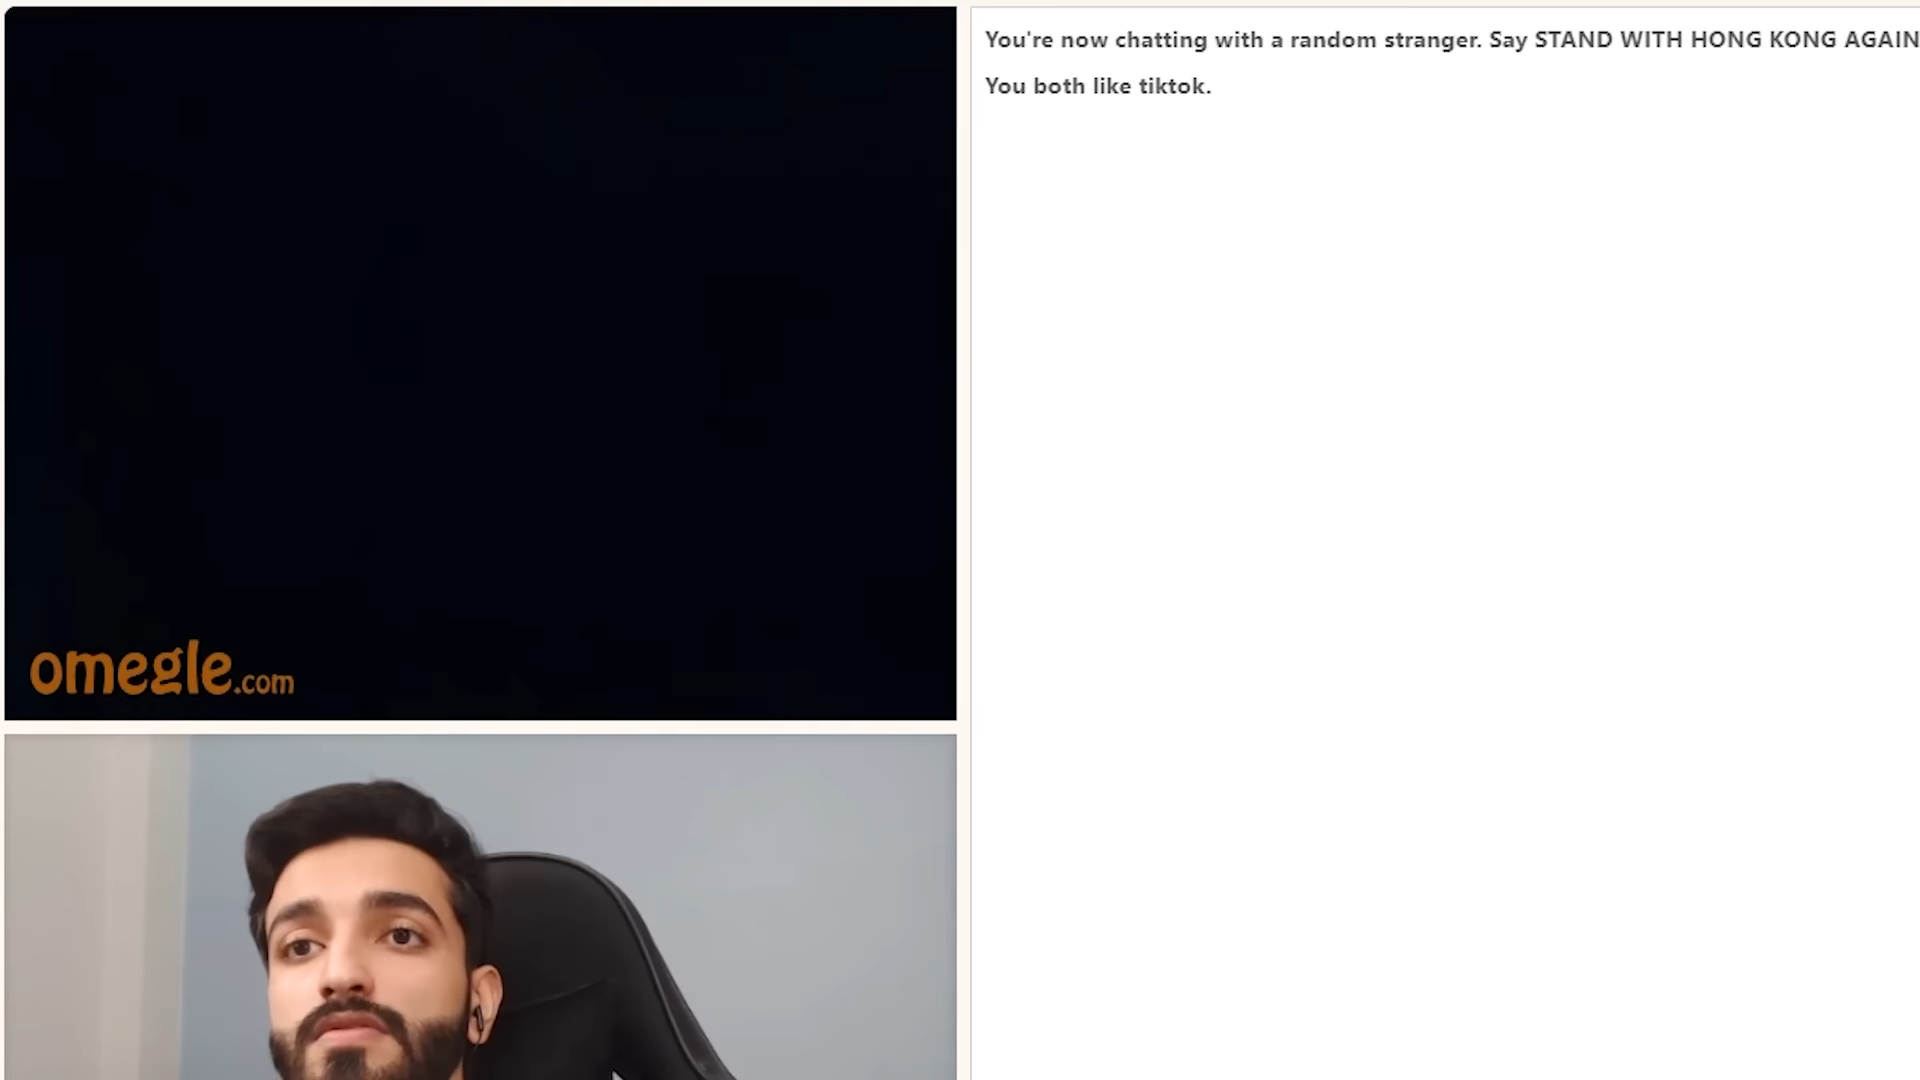 You're now chatting with a random stranger. Say STAND WITH HONG KONG AGAIN
You both like tiktok.
omegle.com